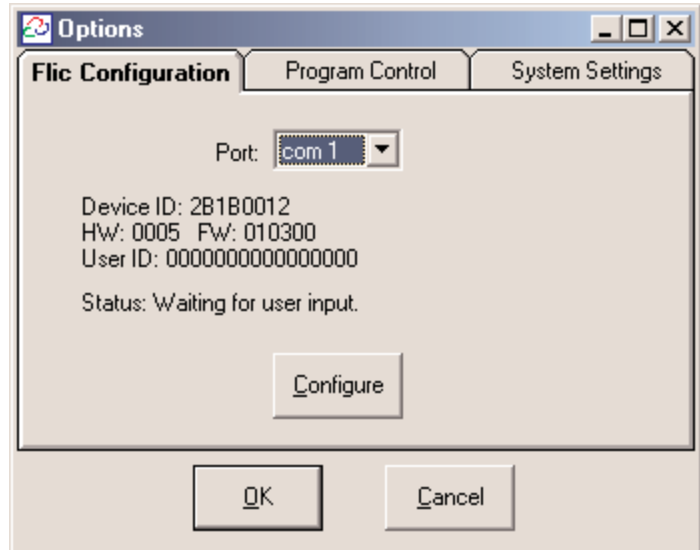 Options
Flic Configuration Program Control System Settings
Port: com 1
Device ID: 2B1B0012
HW: 0005 FW: 010300
User ID: 0000000000000000
Status: Waiting for user input.
Configure
OK Cancel